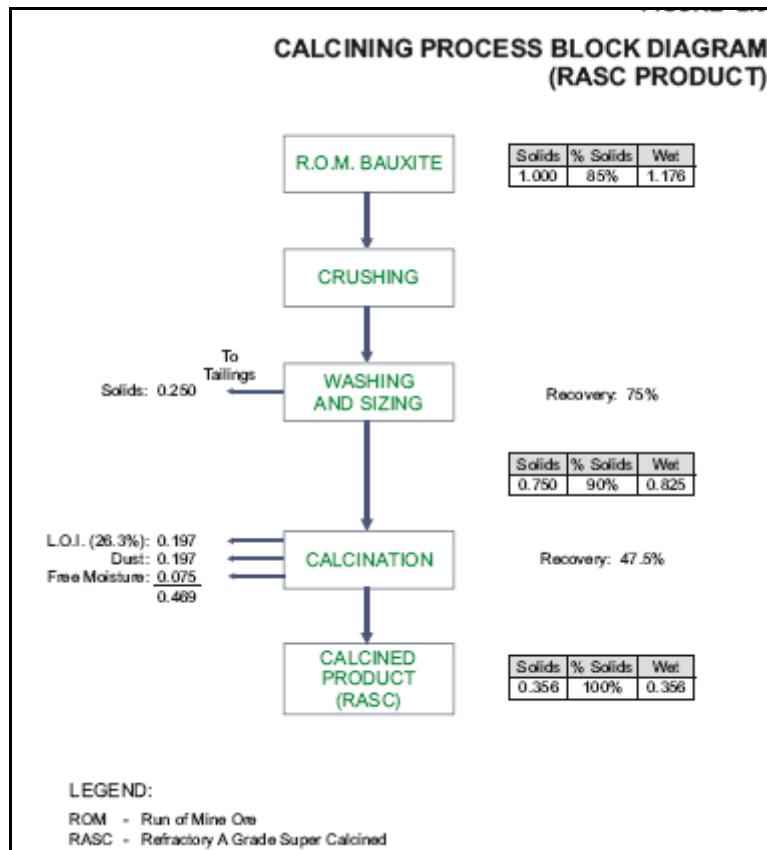 CALCINING PROCESS BLOCK DIAGRAM
(RASC PRODUCT)
R.O.M. BAUXITE
Solids % Solids Wet
1.000 85% 1.176
CRUSHING
To
Tailings
Solids: 0.250
WASHING
AND SIZING
Recovery: 75%
Solids % Solids Wet
0.750 90% 0.825
L.O.I. (26.3%): 0.197
Dust: 0.197
Free Moisture: 0.075
0.469
CALCINATION
Recovery: 47.5%
CALCINED
PRODUCT
(RASC)
Solids % Solids Wet
0.356 100% 0.356
LEGEND:
ROM - Run of Mine Ore
RASC - Refractory A Grade Super Calcined